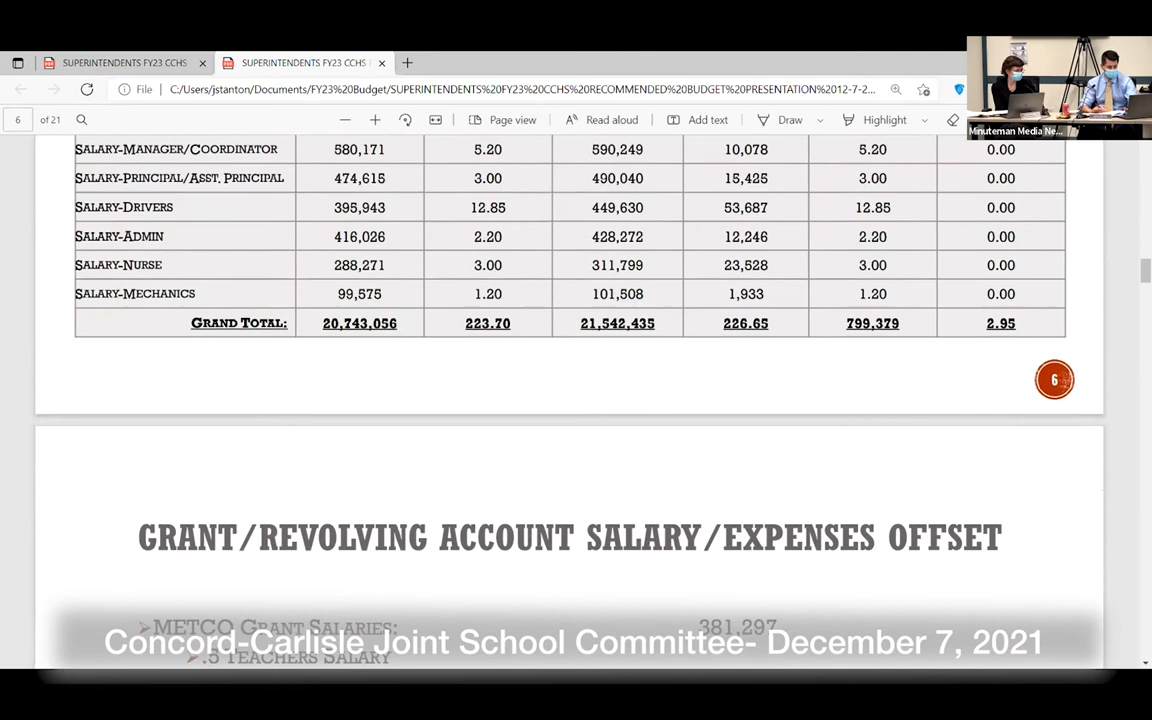 SUPERINTENDENTS FY23 CCHS
SUPERINTENDENTS FY23 CCHS
File C:/Users/jstanton/Documents/FY23%20Budget/SUPERINTENDENTS%20FY23%20CCHS%20RECOMMENDED%20BUDGET%20PRESENTATION%2012-7-2...
6 of 21 Page view Read aloud Add text Draw Highlight
Minuteman Media Ne...
SALARY-MANAGER/COORDINATOR 580,171 5.20 590,249 10,078 5.20 0.00
SALARY-PRINCIPAL/ASST. PRINCIPAL 474,615 3.00 490,040 15,425 3.00 0.00
SALARY-DRIVERS 395,943 12.85 449,630 53,687 12.85 0.00
SALARY-ADMIN 416,026 2.20 428,272 12,246 2.20 0.00
SALARY-NURSE 288,271 3.00 311,799 23,528 3.00 0.00
SALARY-MECHANICS 99,575 1.20 101,508 1,933 1.20 0.00
GRAND TOTAL: 20,743,056 223.70 21,542,435 226.65 799,379 2.95
6
GRANT/REVOLVING ACCOUNT SALARY/EXPENSES OFFSET
METCO GRANT SALARIES: 381,297
Concord-Carlisle Joint School Committee- December 7, 2021
.5 TEACHERS SALARY